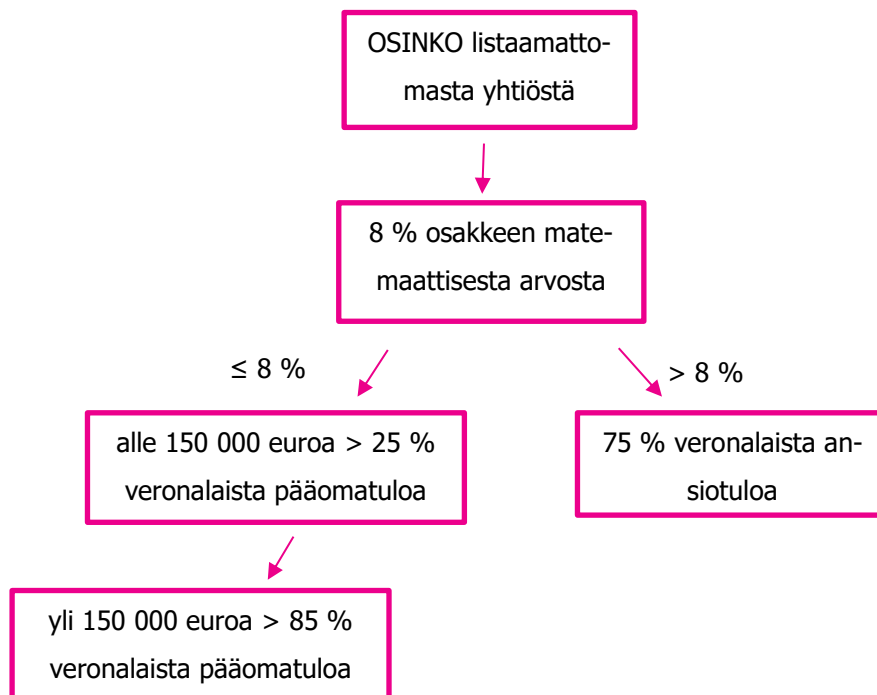 OSINKO listaamatto-
masta yhtiöstä
8 % osakkeen mate-
maattisesta arvosta
≤ 8 %
> 8 %
alle 150 000 euroa > 25 %
veronalaista pääomatuloa
75 % veronalaista an-
siotuloa
yli 150 000 euroa > 85 %
veronalaista pääomatuloa